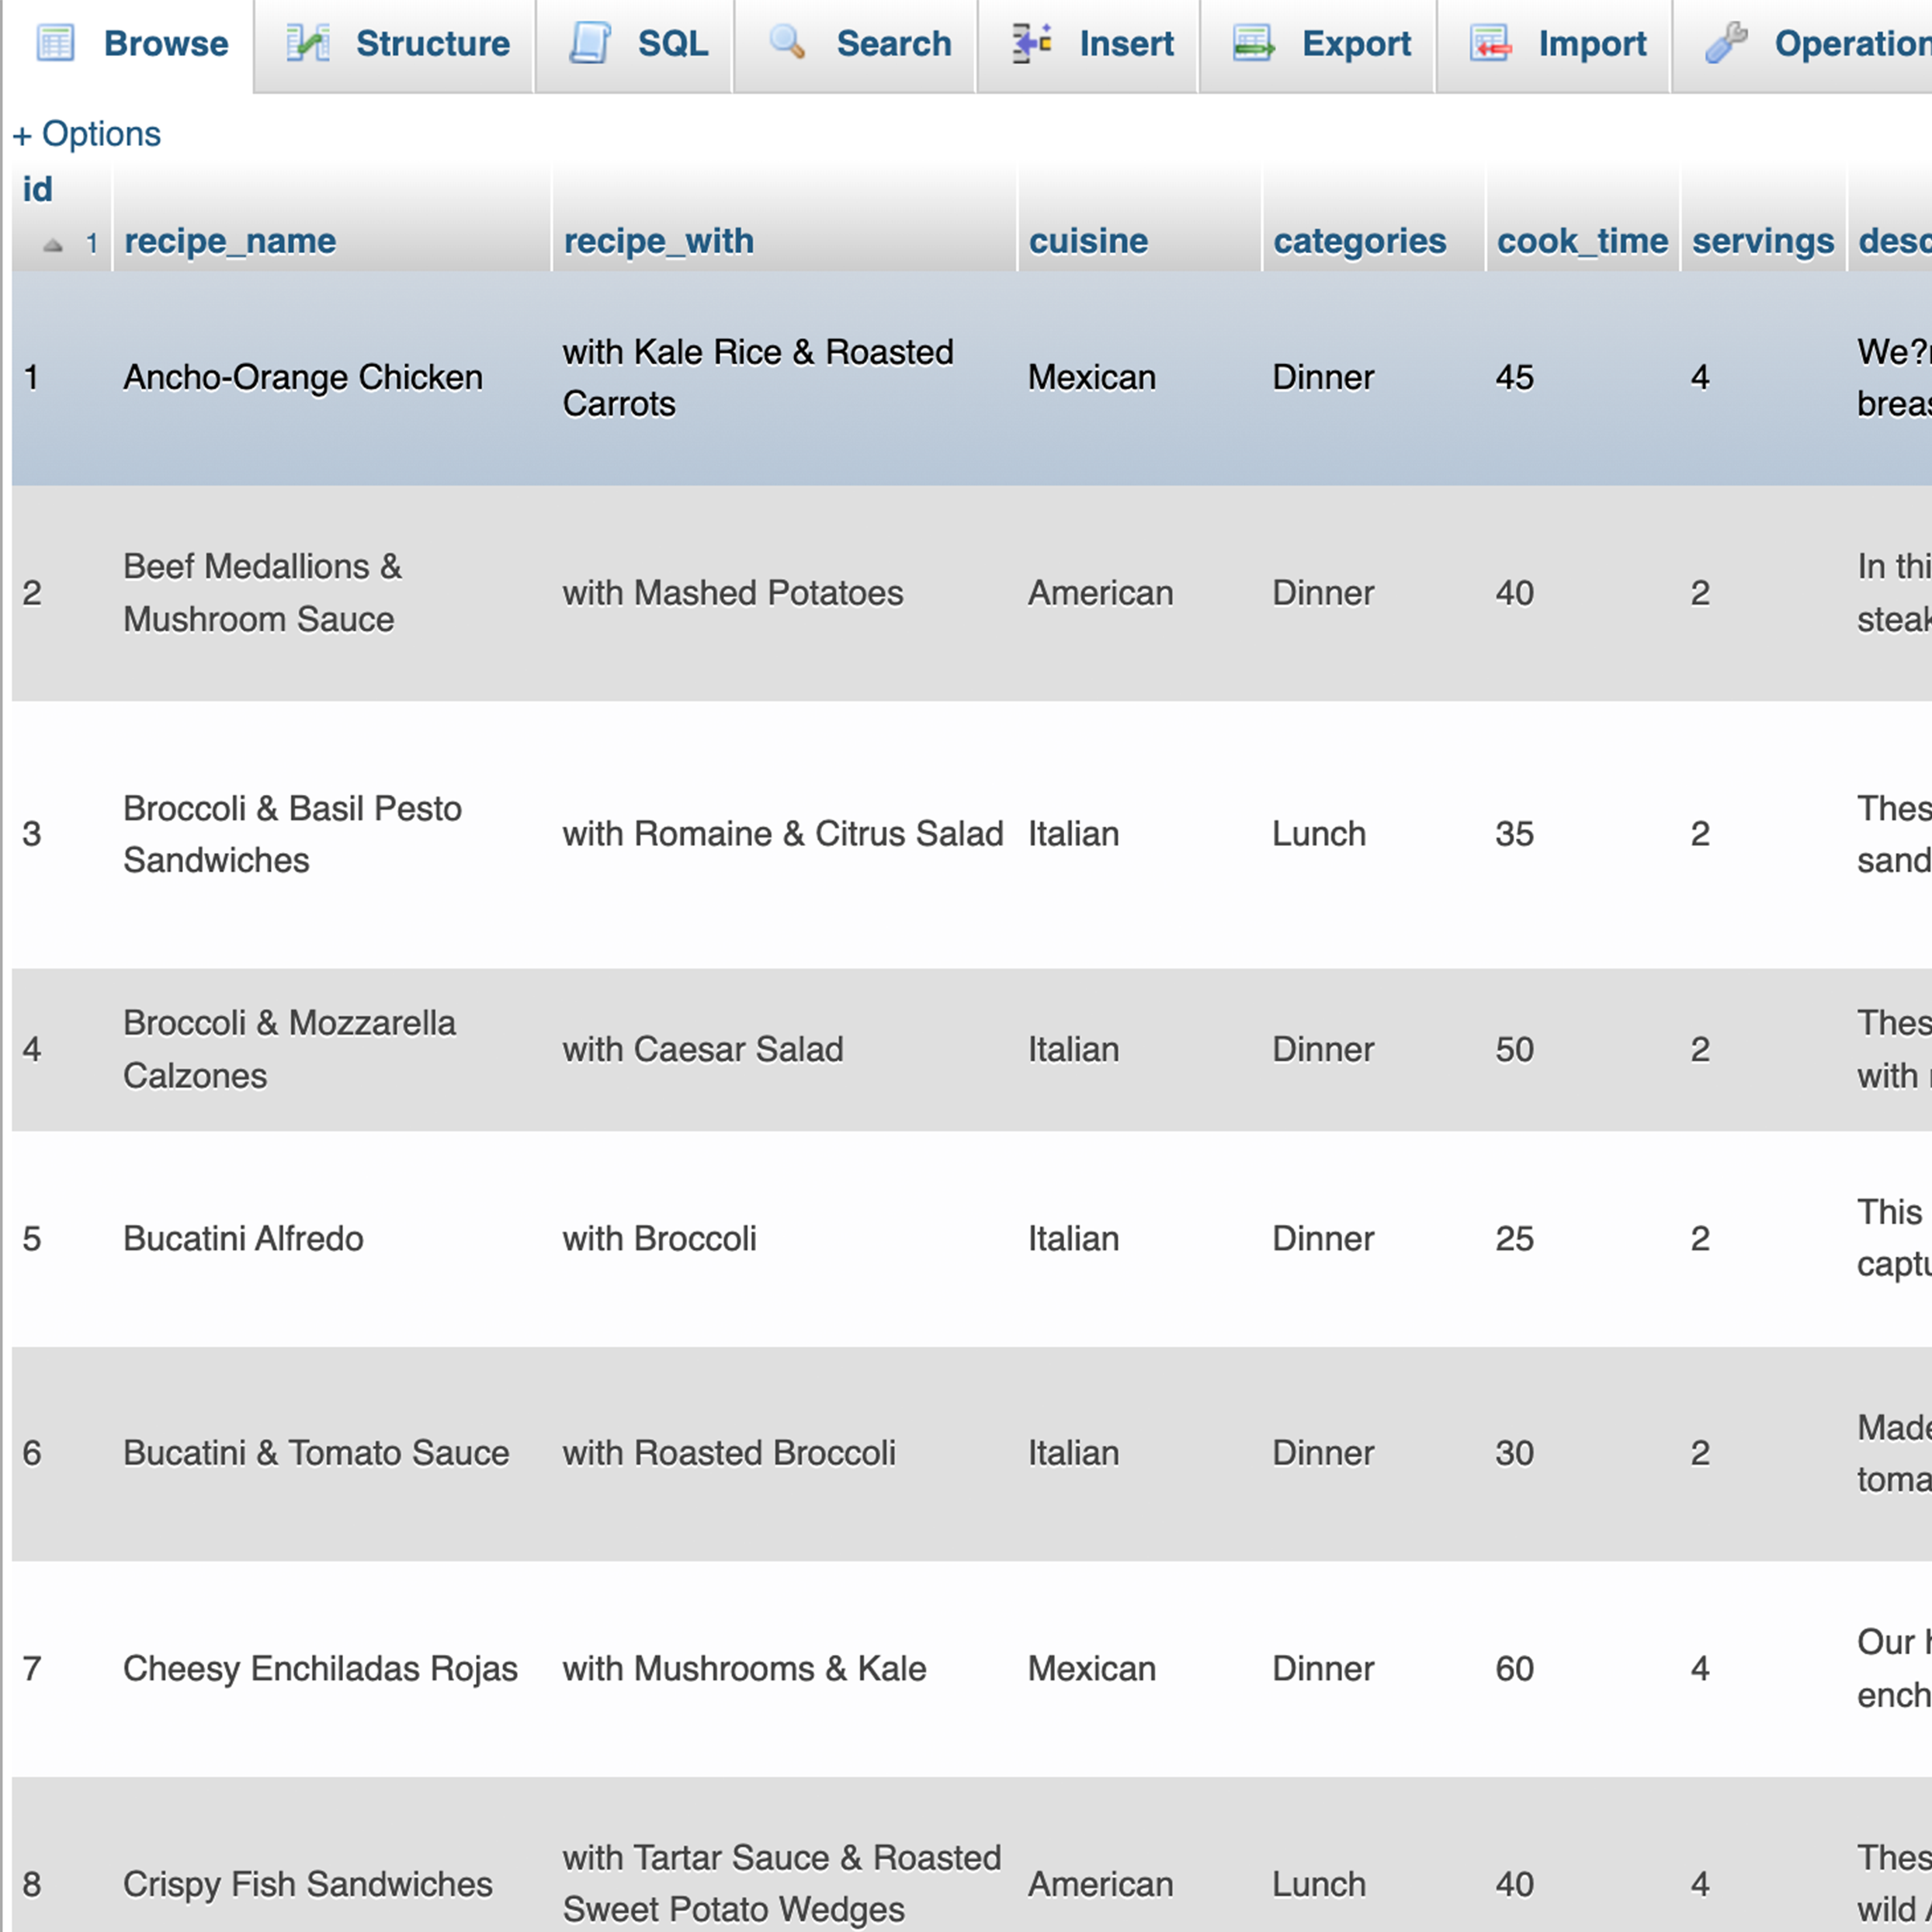 Browse Structure SQL Search Insert Export Import Operation
+ Options
id
1 recipe_name recipe_with cuisine categories cook_time servings desc
with Kale Rice & Roasted We?
1 Ancho-Orange Chicken Mexican Dinner 45 4
Carrots breas
Beef Medallions & In thi
2 with Mashed Potatoes American Dinner 40 2
Mushroom Sauce steak
Broccoli & Basil Pesto Thes
3 with Romaine & Citrus Salad Italian Lunch 35 2
Sandwiches sand
Broccoli & Mozzarella Thes
4 with Caesar Salad Italian Dinner 50 2
Calzones with
This
5 Bucatini Alfredo with Broccoli Italian Dinner 25 2
captu
Made
6 Bucatini & Tomato Sauce with Roasted Broccoli Italian Dinner 30 2
toma
Our
7 Cheesy Enchiladas Rojas with Mushrooms & Kale Mexican Dinner 60 4
ench
with Tartar Sauce & Roasted Thes
8 Crispy Fish Sandwiches American Lunch 40 4
Sweet Potato Wedges wild